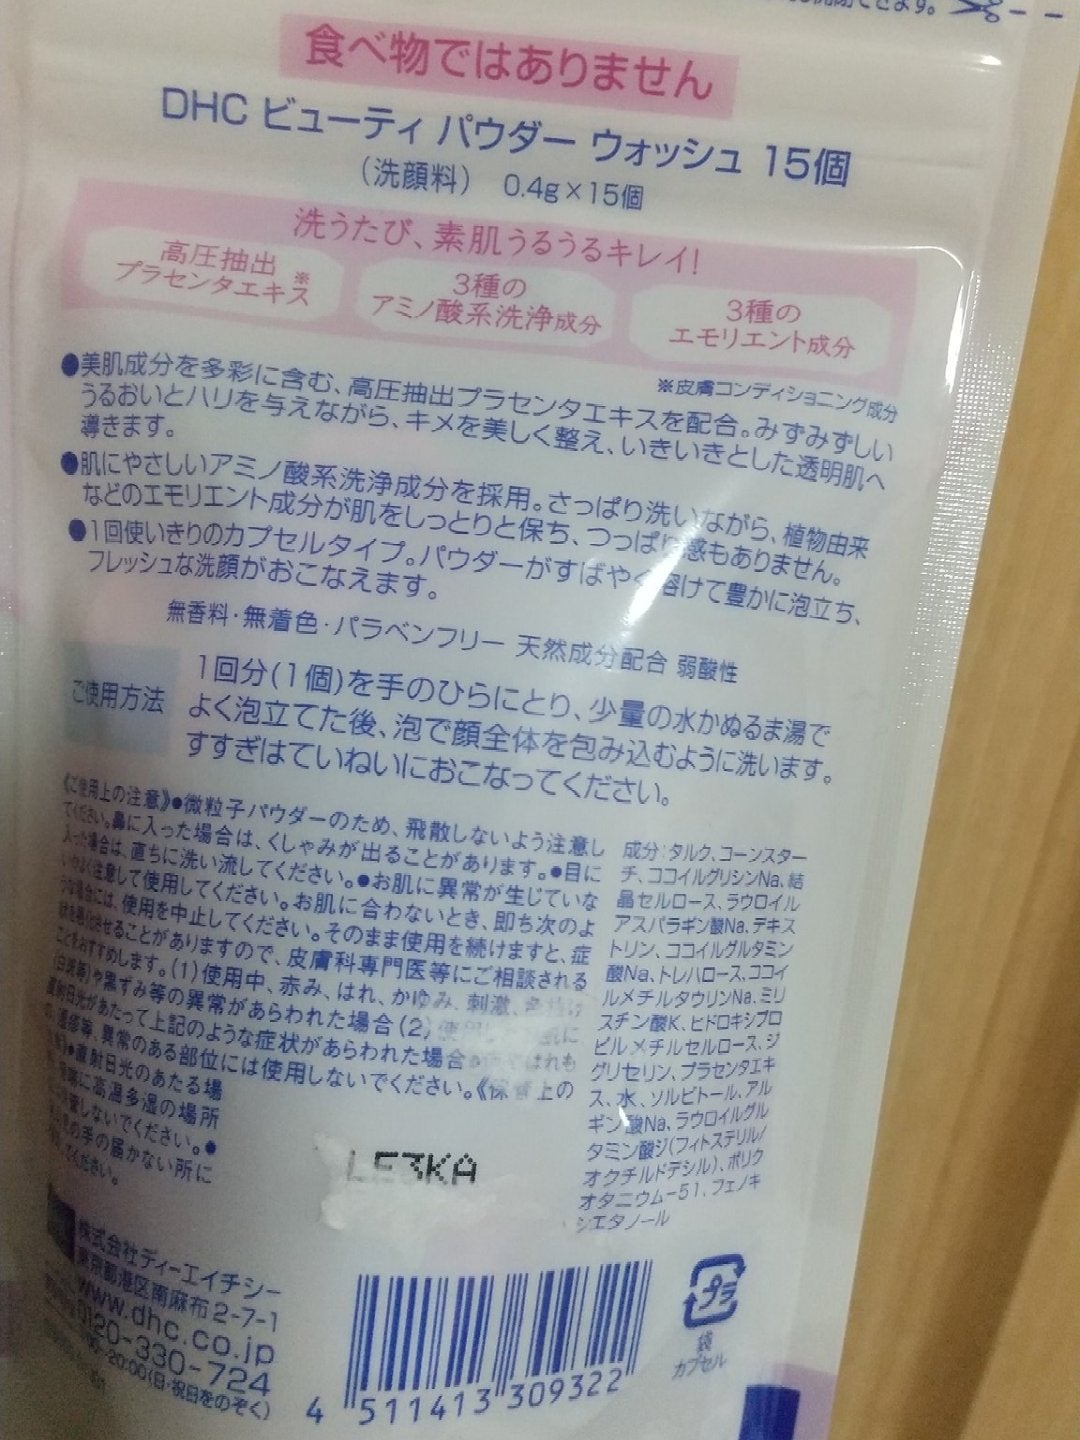 食べ物ではありません
DHC ビューティ パウダー ウォッシュ 15個
（洗顔料） 0.4g×15個
洗うたび、素肌うるうるキレイ!
高圧抽出
プラセンタエキス※
3種の
アミノ酸系洗浄成分
3種の
エモリエント成分
※皮膚コンディショニング成分
●美肌成分を多彩に含む、高圧抽出プラセンタエキスを配合。みずみずしい
うるおいとハリを与えながら、キメを美しく整え、いきいきとした透明肌へ
導きます。
●肌にやさしいアミノ酸系洗浄成分を採用。さっぱり洗いながら、植物由来
などのエモリエント成分が肌をしっとりと保ち、つっぱり感もありません。
●1回使いきりのカプセルタイプ。パウダーがすばやく溶けて豊かに泡立ち、
フレッシュな洗顔がおこなえます。
無香料・無着色・パラベンフリー 天然成分配合 弱酸性
ご使用方法
1回分(1個)を手のひらにとり、少量の水かぬるま湯で
よく泡立てた後、泡で顔全体を包み込むように洗います。
すすぎはていねいにおこなってください。
《ご使用上の注意》●微粒子パウダーのため、飛散しないよう注意し
てください。鼻に入った場合は、くしゃみが出ることがあります。●目に
入った場合は、直ちに洗い流してください。●お肌に異常が生じていな
いかよく注意して使用してください。お肌に合わないとき、即ち次のよ
うな場合には、使用を中止してください。そのまま使用を続けますと、症
状を悪化させることがありますので、皮膚科専門医等にご相談される
ことをおすすめします。(1)使用中、赤み、はれ、かゆみ、刺激、
(白斑等)や黒ずみ等の異常があらわれた場合(2)
直射日光があたって上記のような症状があらわれた場合
湿疹等、異常のある部位には使用しないでください。《保管上の
●直射日光のあたる場
高温多湿の場所
しないでください。●
の手の届かない所に
してください。
成分:タルク、コーンスター
チ、ココイルグリシンNa、結
晶セルロース、ラウロイル
アスパラギン酸Na、デキス
トリン、ココイルグルタミン
酸Na、トレハロース、ココイ
ルメチルタウリンNa、ミリ
スチン酸K、ヒドロキシプロ
ピルメチルセルロース、ジ
グリセリン、プラセンタエキ
ス、水、ソルビトール、アル
ギン酸Na、ラウロイルグル
タミン酸ジ(フィトステリル/
オクチルドデシル)、ポリク
オタニウム-51、フェノキ
シエタノール
LE3KA
株式会社ディーエイチシー
東京都港区南麻布2-7-1
www.dhc.co.jp
0120-330-724
20:00(日・祝日をのぞく)
4 511413 309322
プラ
袋
カプセル